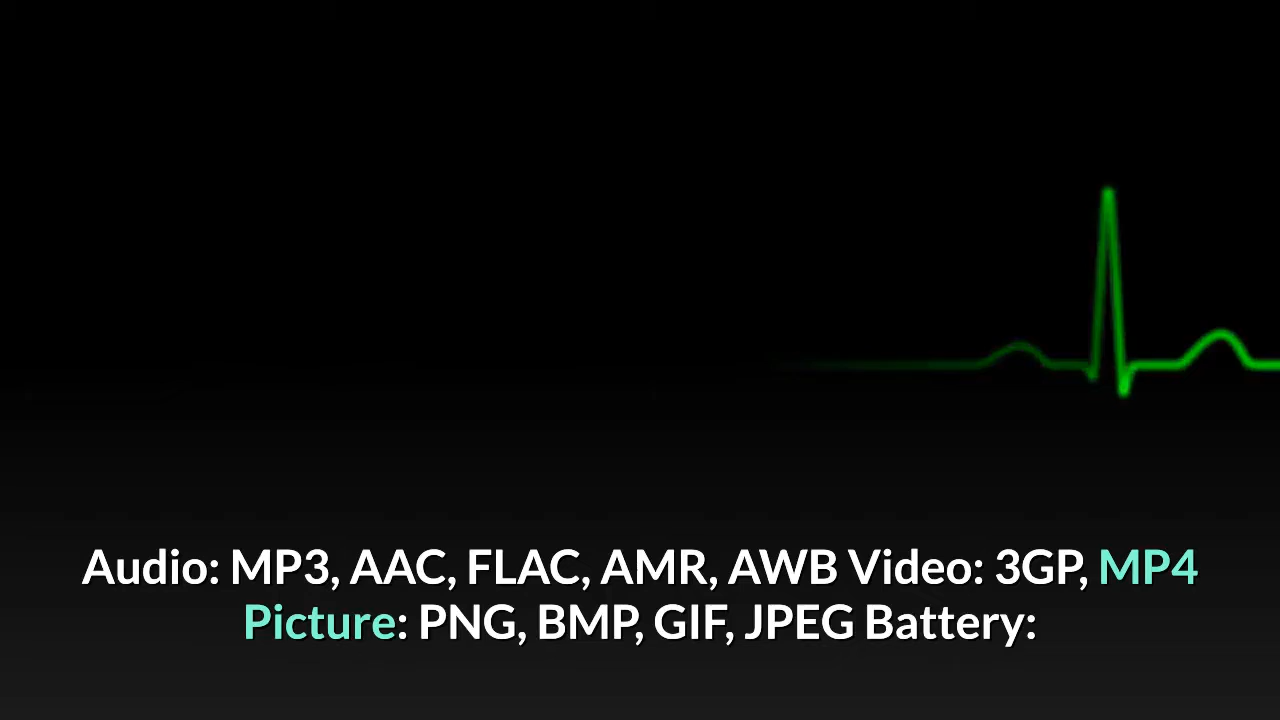 Audio: MP3, AAC, FLAC, AMR, AWB Video: 3GP, MP4
Picture: PNG, BMP, GIF, JPEG Battery: